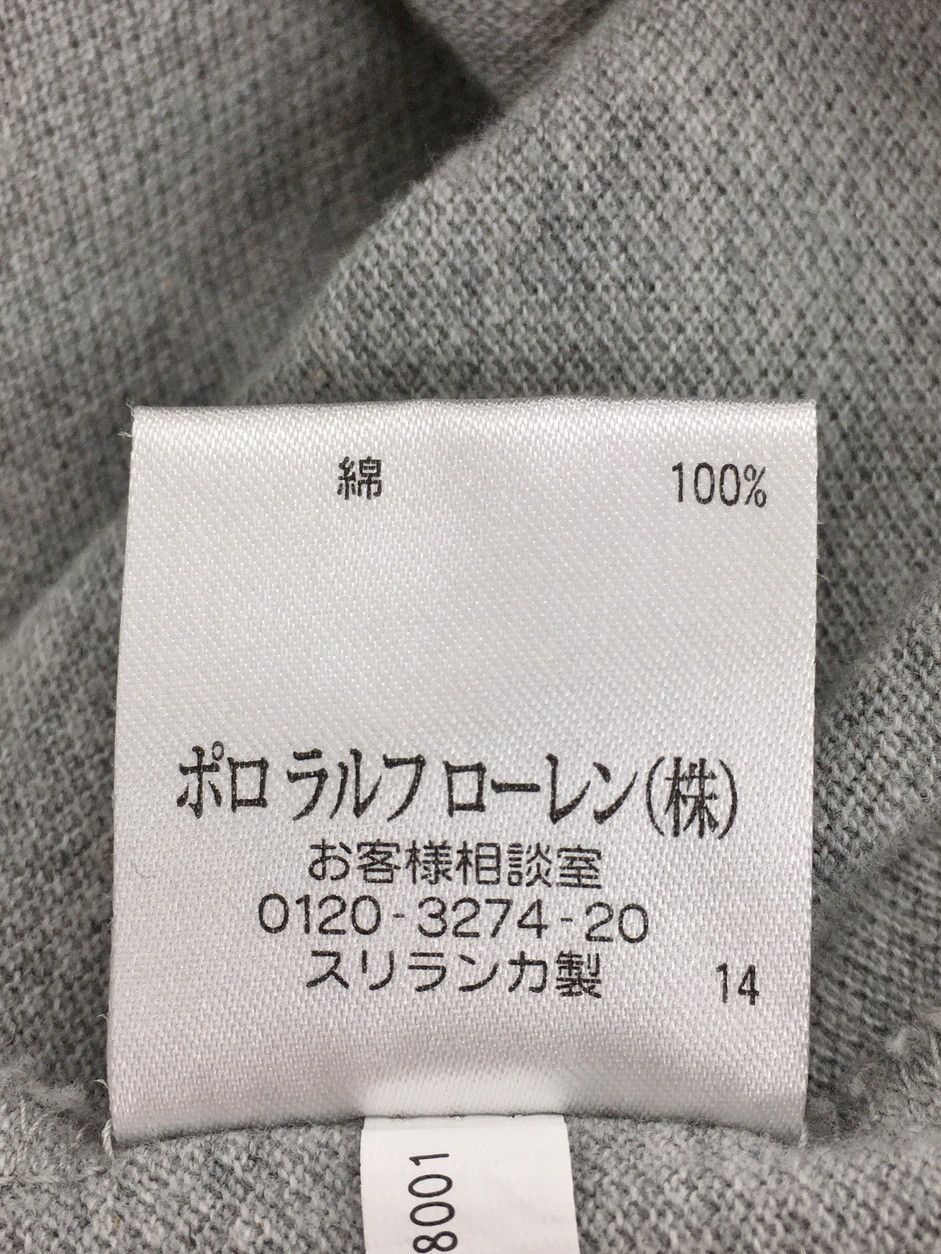 綿 100%
ポロ ラルフ ローレン(株)
お客様相談室
0120-3274-20
スリランカ製 14
8001